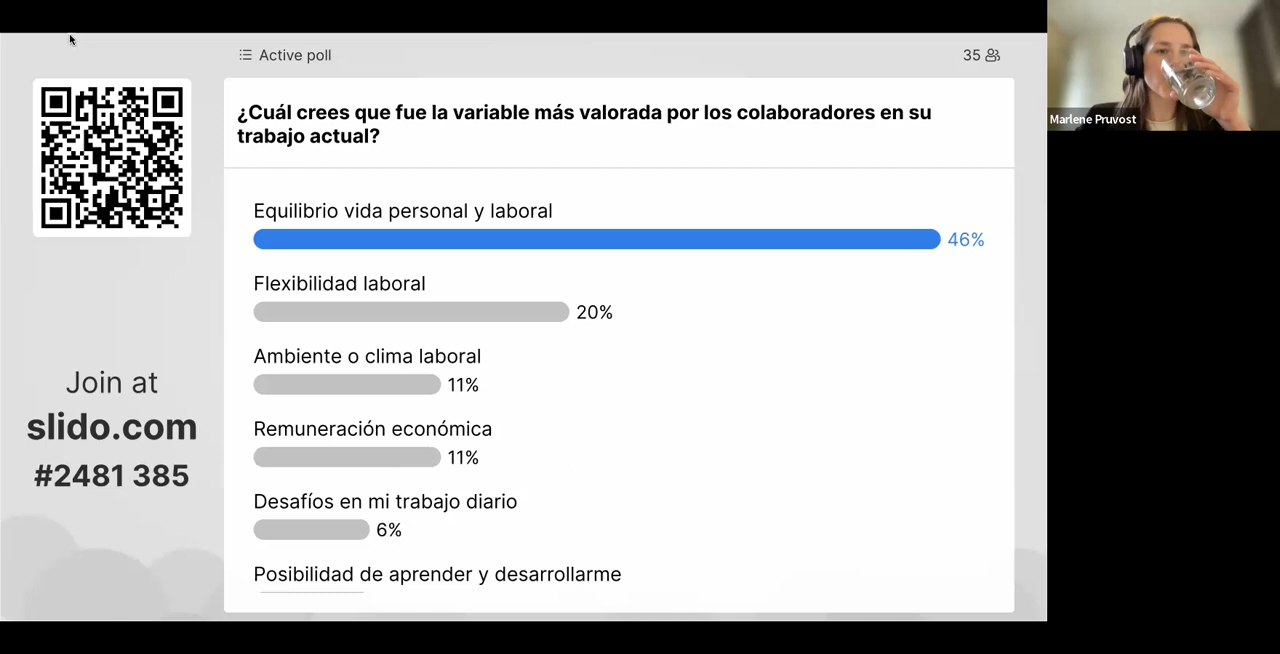 Active poll
35
¿Cuál crees que fue la variable más valorada por los colaboradores en su
trabajo actual?
Equilibrio vida personal y laboral
46%
Flexibilidad laboral
20%
Ambiente o clima laboral
11%
Remuneración económica
11%
Desafíos en mi trabajo diario
6%
Posibilidad de aprender y desarrollarme
Join at
slido.com
#2481 385
Marlene Pruvost